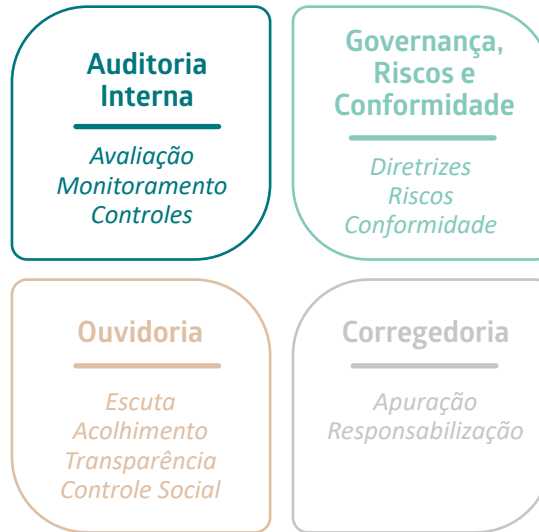 Auditoria
Interna
Avaliação
Monitoramento
Controles
Governança,
Riscos e
Conformidade
Diretrizes
Riscos
Conformidade
Ouvidoria
Escuta
Acolhimento
Transparência
Controle Social
Corregedoria
Apuração
Responsabilização